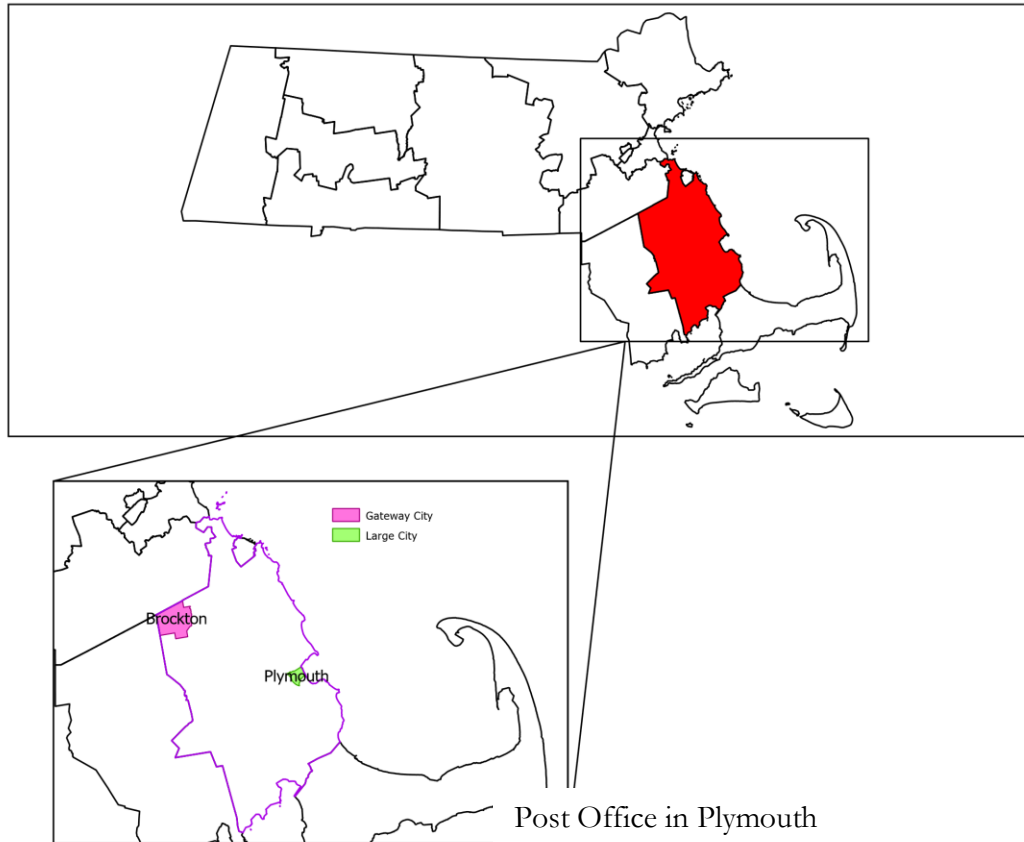 Gateway City
Large City
Brockton
Plymouth
Post Office in Plymouth